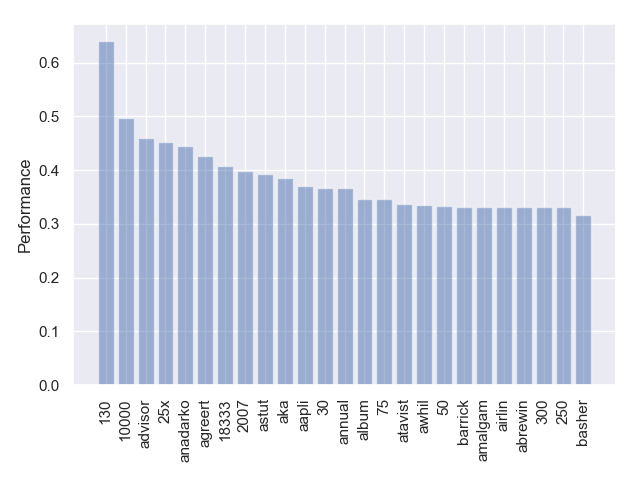 0.6
0.5
0.4
0.3
0.2
0.1
0.0
Performance
130
10000
advisor
25x
anadarko
agreert
18333
2007
astut
aka
aapli
30
annual
album
75
atavist
awhil
50
barrick
amalgam
airlin
abrewin
300
250
basher